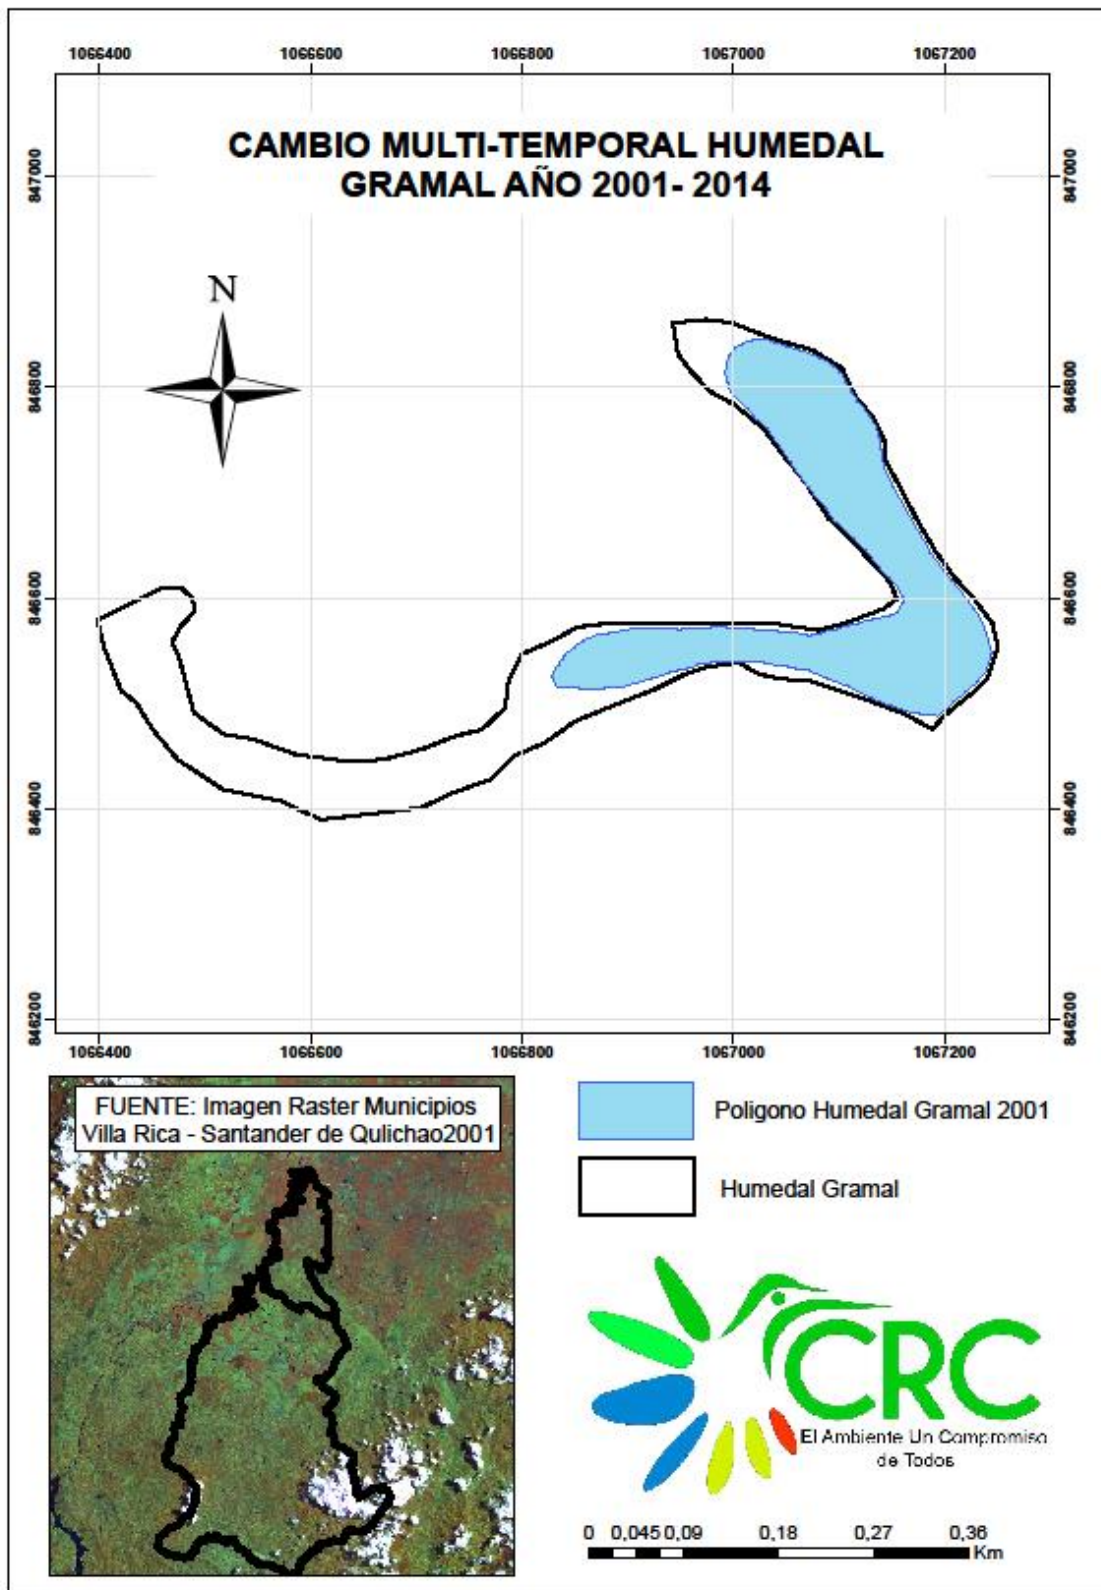 1066400 1066600 1066800 1067000 1067200
CAMBIO MULTI-TEMPORAL HUMEDAL
GRAMAL AÑO 2001- 2014
847000 847000
N
846800 846800
846600 846600
846400 846400
846200 846200
1066400 1066600 1066800 1067000 1067200
FUENTE: Imagen Raster Municipios
Villa Rica - Santander de Qulichao2001
Poligono Humedal Gramal 2001
Humedal Gramal
CRC
El Ambiente Un Compromiso
de Todos
0 0,045 0,09 0,18 0,27 0,36
Km